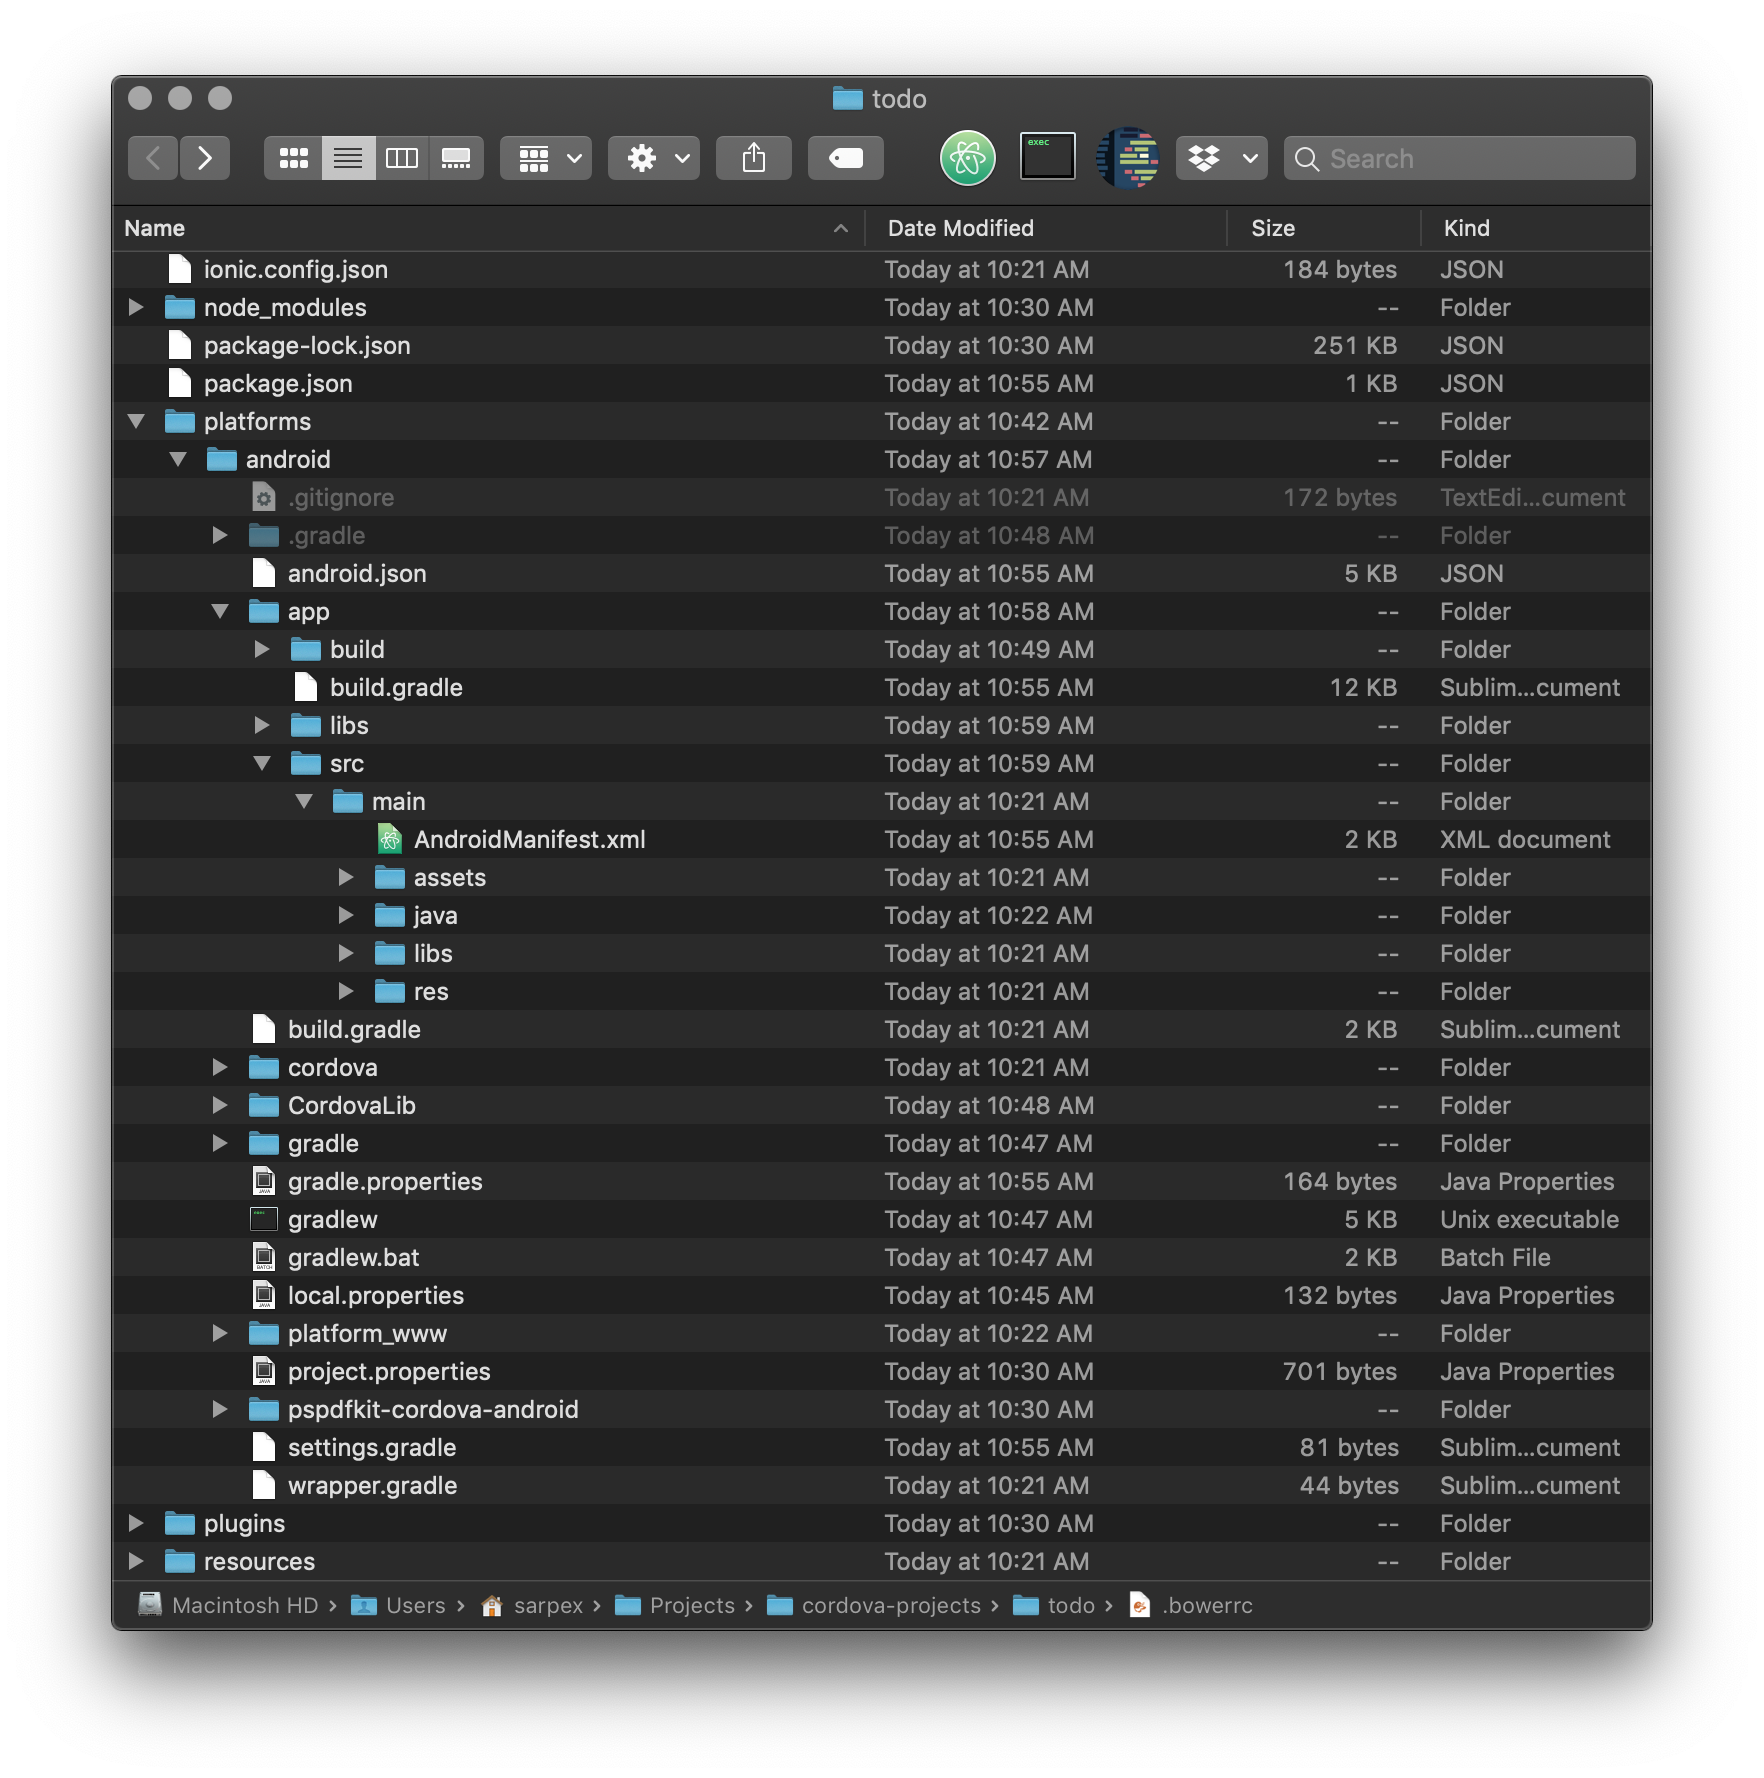 todo
exec
Search
Name Date Modified Size Kind
ionic.config.json Today at 10:21 AM 184 bytes JSON
node_modules Today at 10:30 AM -- Folder
package-lock.json Today at 10:30 AM 251 KB JSON
package.json Today at 10:55 AM 1 KB JSON
platforms Today at 10:42 AM -- Folder
android Today at 10:57 AM -- Folder
.gitignore Today at 10:21 AM 172 bytes TextEdi...cument
.gradle Today at 10:48 AM -- Folder
android.json Today at 10:55 AM 5 KB JSON
app Today at 10:58 AM -- Folder
build Today at 10:49 AM -- Folder
build.gradle Today at 10:55 AM 12 KB Sublim...cument
libs Today at 10:59 AM -- Folder
src Today at 10:59 AM -- Folder
main Today at 10:21 AM -- Folder
AndroidManifest.xml Today at 10:55 AM 2 KB XML document
assets Today at 10:21 AM -- Folder
java Today at 10:22 AM -- Folder
libs Today at 10:21 AM -- Folder
res Today at 10:21 AM -- Folder
build.gradle Today at 10:21 AM 2 KB Sublim...cument
cordova Today at 10:21 AM -- Folder
CordovaLib Today at 10:48 AM -- Folder
gradle Today at 10:47 AM -- Folder
gradle.properties Today at 10:55 AM 164 bytes Java Properties
gradlew Today at 10:47 AM 5 KB Unix executable
gradlew.bat Today at 10:47 AM 2 KB Batch File
local.properties Today at 10:45 AM 132 bytes Java Properties
platform_www Today at 10:22 AM -- Folder
project.properties Today at 10:30 AM 701 bytes Java Properties
pspdfkit-cordova-android Today at 10:30 AM -- Folder
settings.gradle Today at 10:55 AM 81 bytes Sublim...cument
wrapper.gradle Today at 10:21 AM 44 bytes Sublim...cument
plugins Today at 10:30 AM -- Folder
resources Today at 10:21 AM -- Folder
Macintosh HD › Users › sarpex › Projects › cordova-projects › todo › .bowerrc